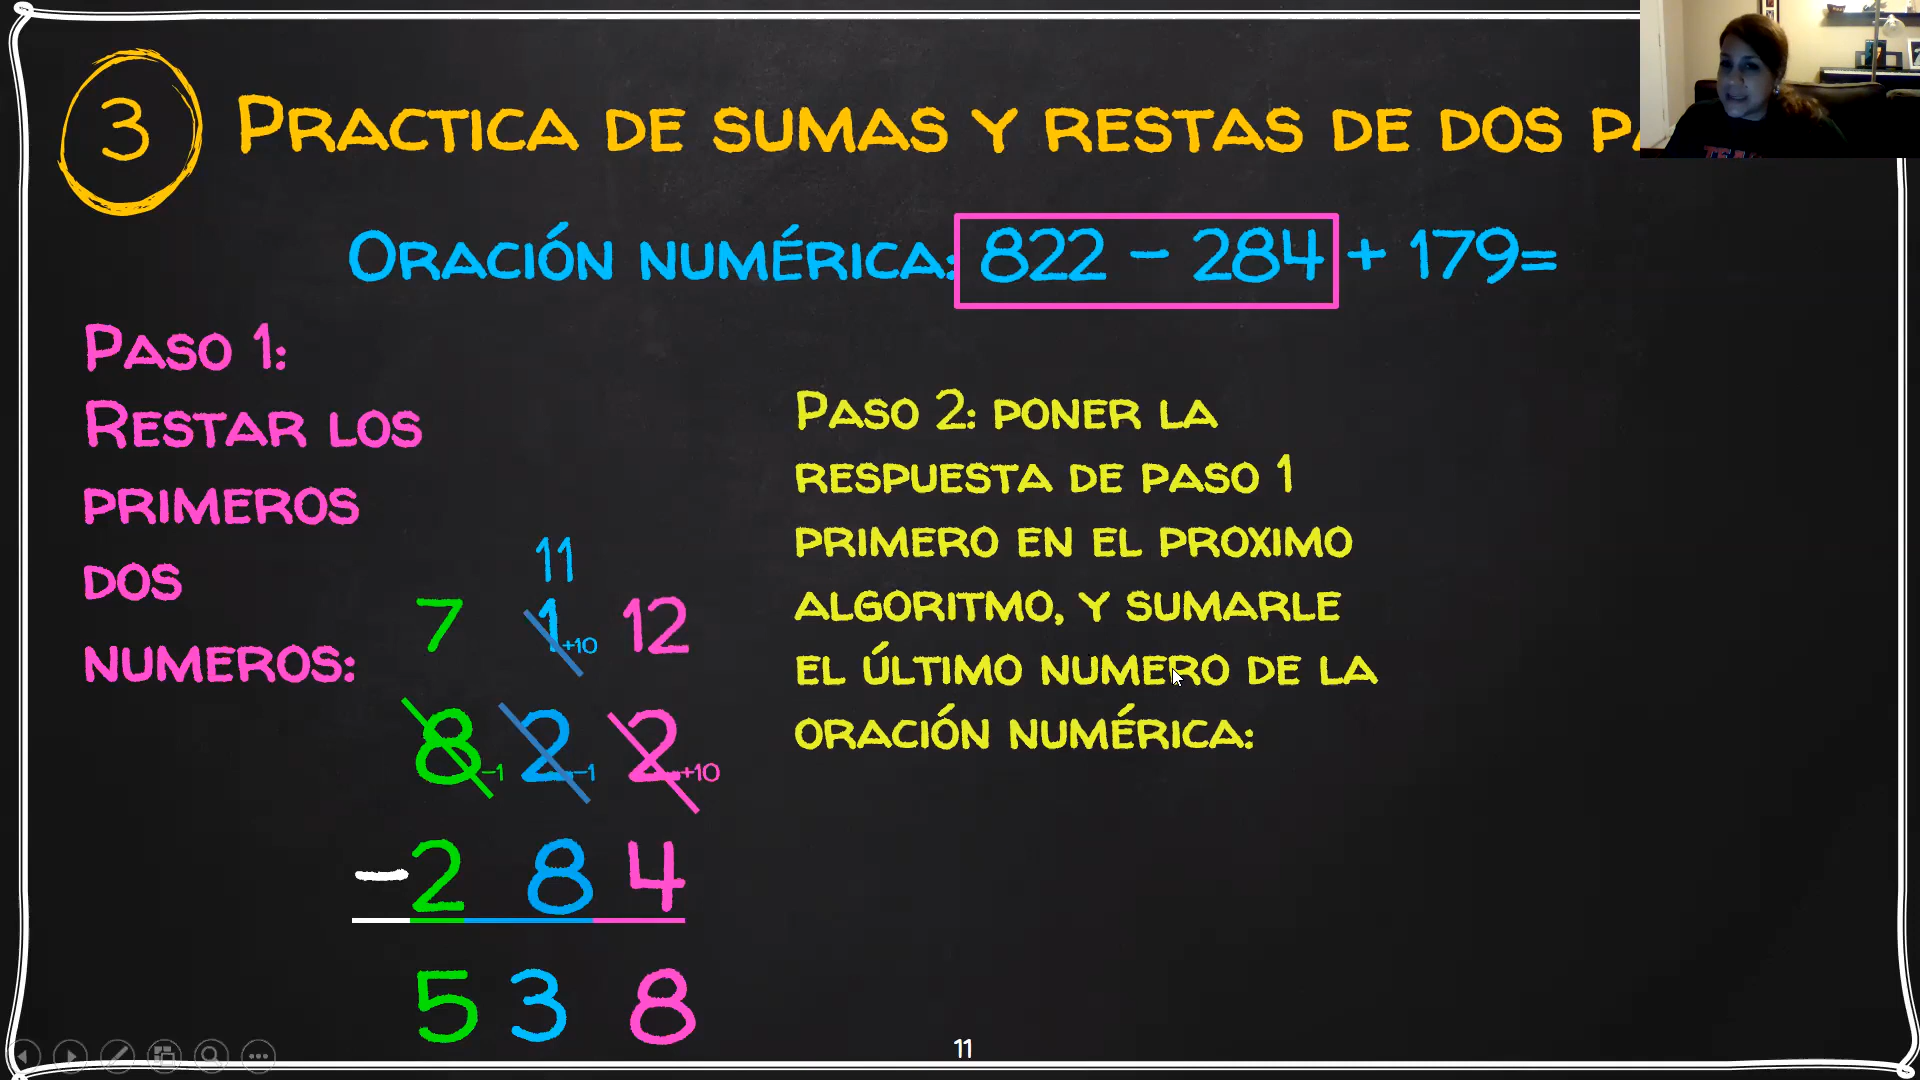 3
PRACTICA DE SUMAS Y RESTAS DE DOS
ORACIÓN NUMÉRICA: 822 - 284 + 179=
PASO 1:
RESTAR LOS
PRIMEROS
DOS
NUMEROS:
11
7 1+10 12
8-1 2-1 2+10
-2 8 4
5 3 8
PASO 2: PONER LA
RESPUESTA DE PASO 1
PRIMERO EN EL PROXIMO
ALGORITMO, Y SUMARLE
EL ÚLTIMO NUMERO DE LA
ORACIÓN NUMÉRICA:
11